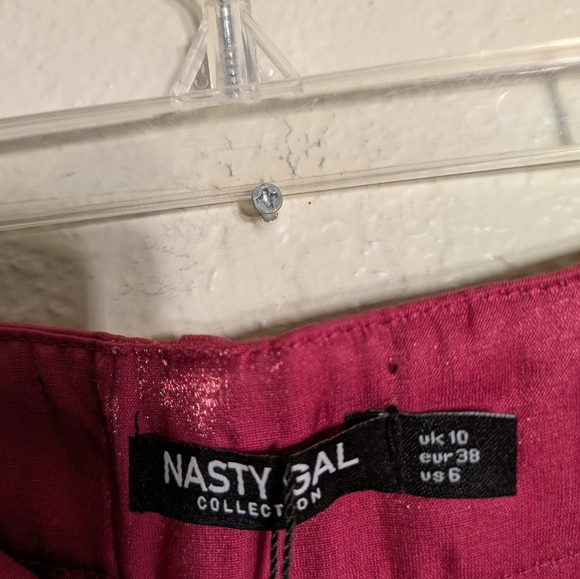 NASTY GAL
COLLECTION
uk 10
eur 38
us 6